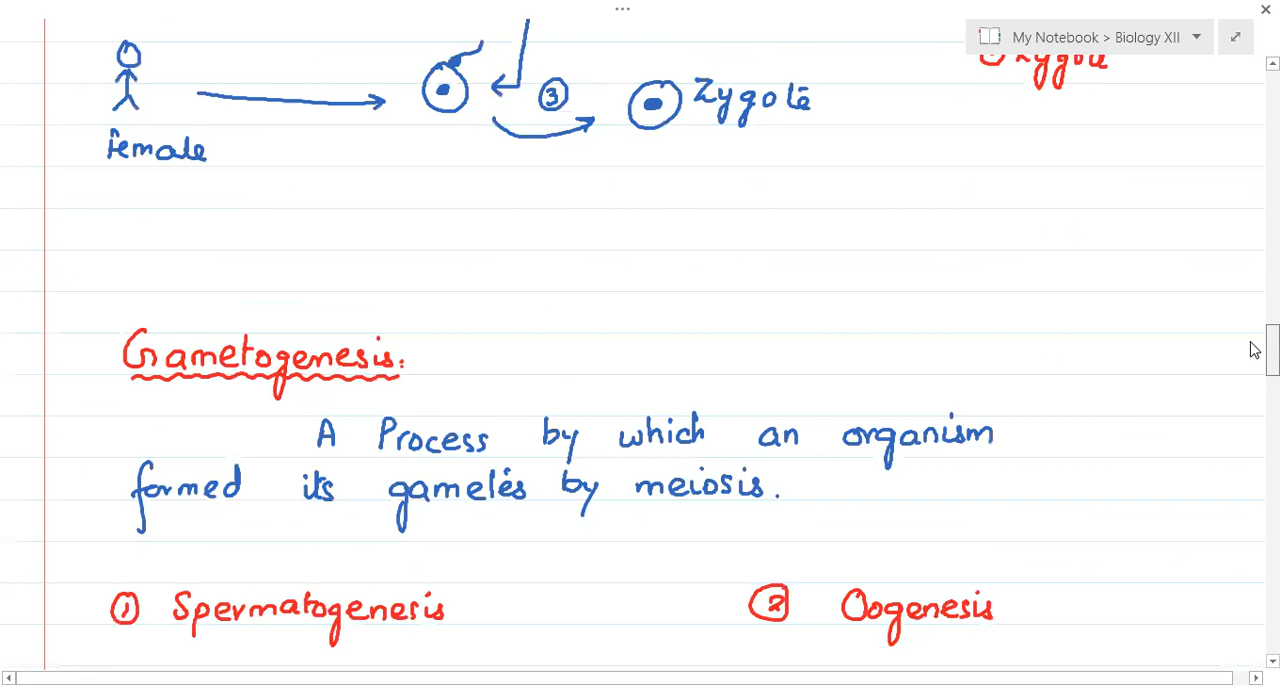 My Notebook > Biology XII
Zygote
③
Zygote
Female
Gametogenesis:
A Process by which an organism
formed its gametes by meiosis.
① Spermatogenesis
② Oogenesis